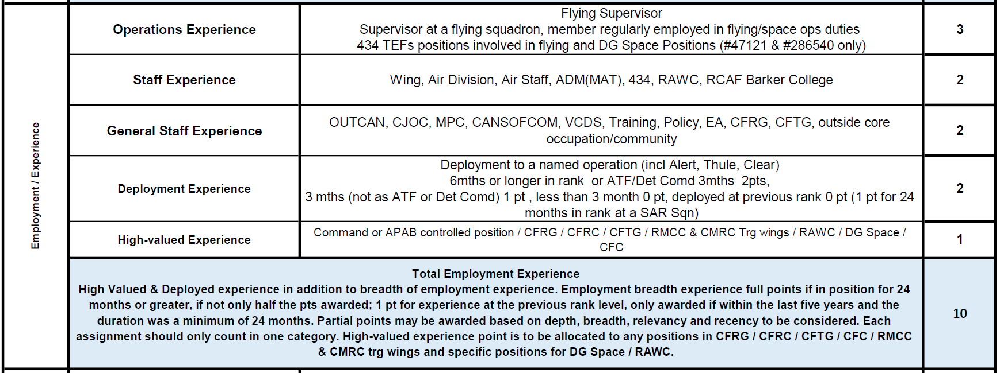 Employment / Experience
Operations Experience
Flying Supervisor
Supervisor at a flying squadron, member regularly employed in flying/space ops duties
434 TEFs positions involved in flying and DG Space Positions (#47121 & #286540 only)
3
Staff Experience
Wing, Air Division, Air Staff, ADM(MAT), 434, RAWC, RCAF Barker College
2
General Staff Experience
OUTCAN, CJOC, MPC, CANSOFCOM, VCDS, Training, Policy, EA, CFRG, CFTG, outside core
occupation/community
2
Deployment Experience
Deployment to a named operation (incl Alert, Thule, Clear)
6mths or longer in rank  or ATF/Det Comd 3mths  2pts,
3 mths (not as ATF or Det Comd) 1 pt , less than 3 month 0 pt, deployed at previous rank 0 pt (1 pt for 24
months in rank at a SAR Sqn)
2
High-valued Experience
Command or APAB controlled position / CFRG / CFRC / CFTG / RMCC & CMRC Trg wings / RAWC / DG Space /
CFC
1
Total Employment Experience
High Valued & Deployed experience in addition to breadth of employment experience. Employment breadth experience full points if in position for 24
months or greater, if not only half the pts awarded; 1 pt for experience at the previous rank level, only awarded if within the last five years and the
duration was a minimum of 24 months. Partial points may be awarded based on depth, breadth, relevancy and recency to be considered. Each
assignment should only count in one category. High-valued experience point is to be allocated to any positions in CFRG / CFRC / CFTG / CFC / RMCC
& CMRC trg wings and specific positions for DG Space / RAWC.
10